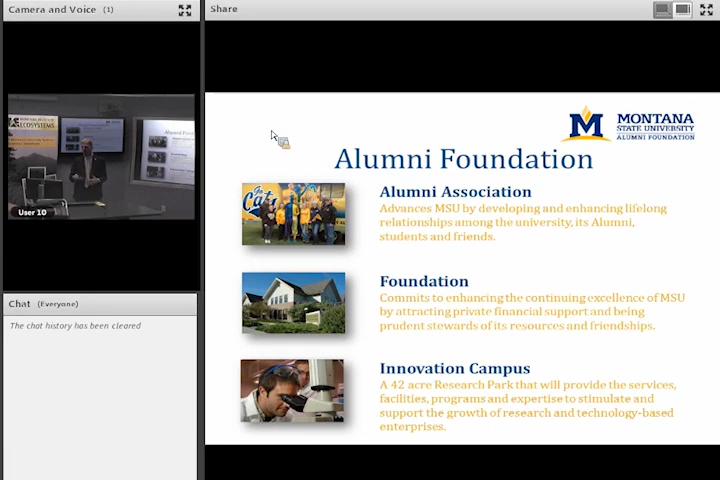 Camera and Voice (1)
Share
MONTANA
STATE UNIVERSITY
ALUMNI FOUNDATION
Alumni Foundation
Go
Cats
Alumni Association
Advances MSU by developing and enhancing lifelong
relationships among the university, its Alumni,
students and friends.
ECOSYSTEMS
User 10
Foundation
Commits to enhancing the continuing excellence of MSU
by attracting private financial support and being
prudent stewards of its resources and friendships.
Chat (Everyone)
The chat history has been cleared
Innovation Campus
A 42 acre Research Park that will provide the services,
facilities, programs and expertise to stimulate and
support the growth of research and technology-based
enterprises.